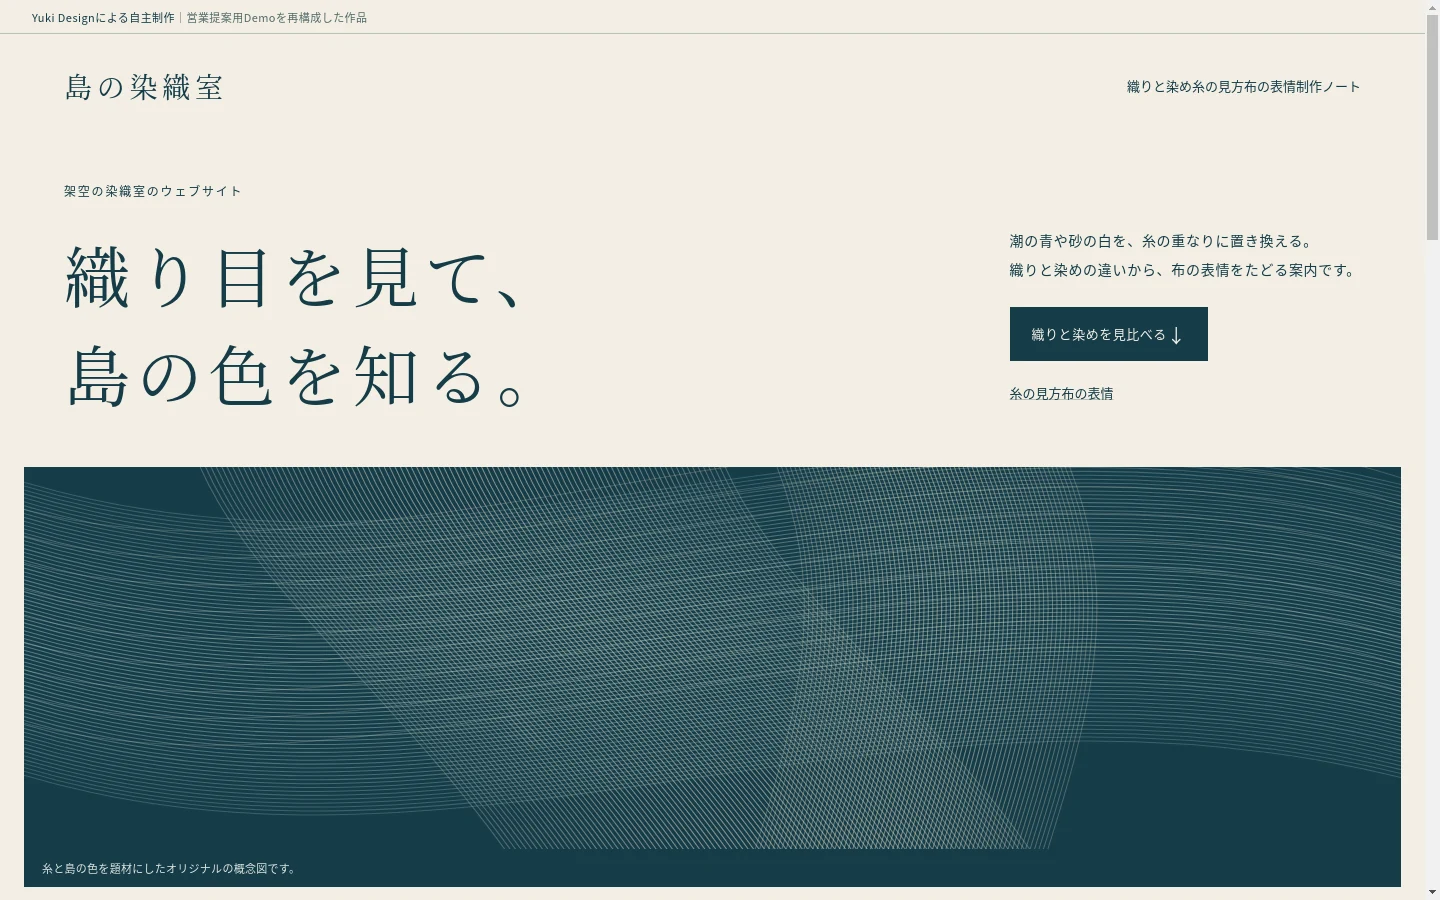 Yuki Designによる自主制作｜営業提案用Demoを再構成した作品
島の染織室
織りと染め糸の見方布の表情制作ノート
架空の染織室のウェブサイト
織り目を見て、
島の色を知る。
潮の青や砂の白を、糸の重なりに置き換える。
織りと染めの違いから、布の表情をたどる案内です。
織りと染めを見比べる ↓
糸の見方布の表情
糸と島の色を題材にしたオリジナルの概念図です。